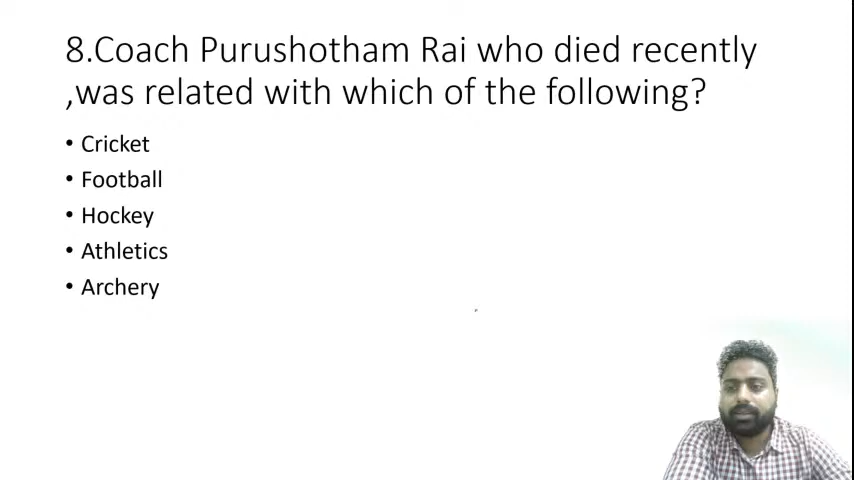 8.Coach Purushotham Rai who died recently
,was related with which of the following?
• Cricket
• Football
• Hockey
• Athletics
• Archery